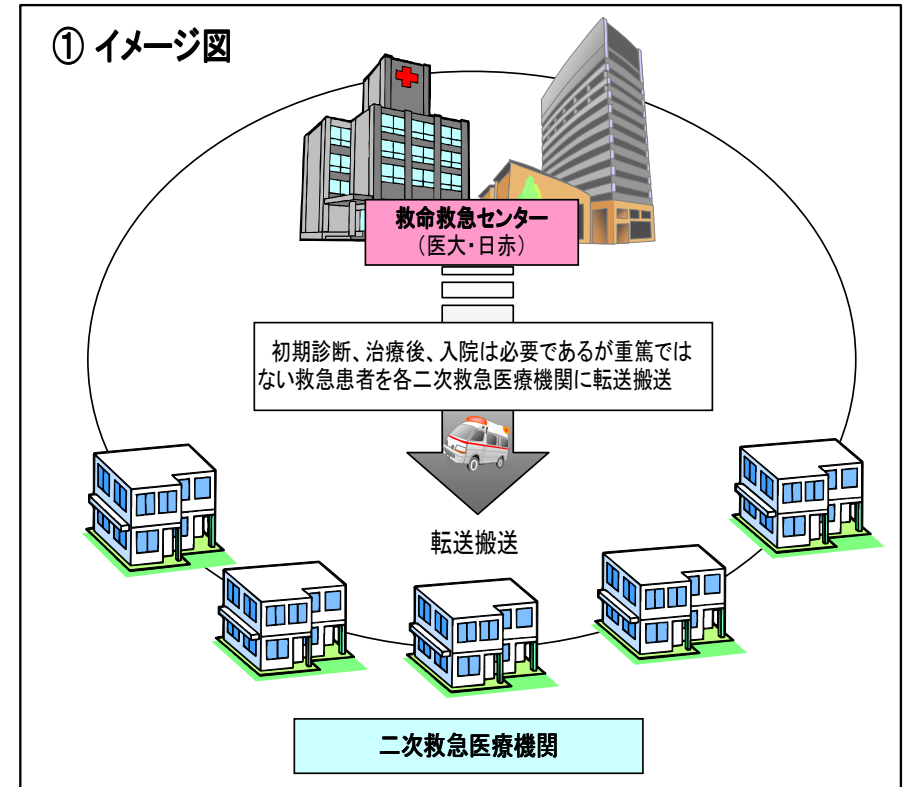 ① イメージ図
救命救急センター
（医大・日赤）
初期診断、治療後、入院は必要であるが重篤では
ない救急患者を各二次救急医療機関に転送搬送
転送搬送
二次救急医療機関